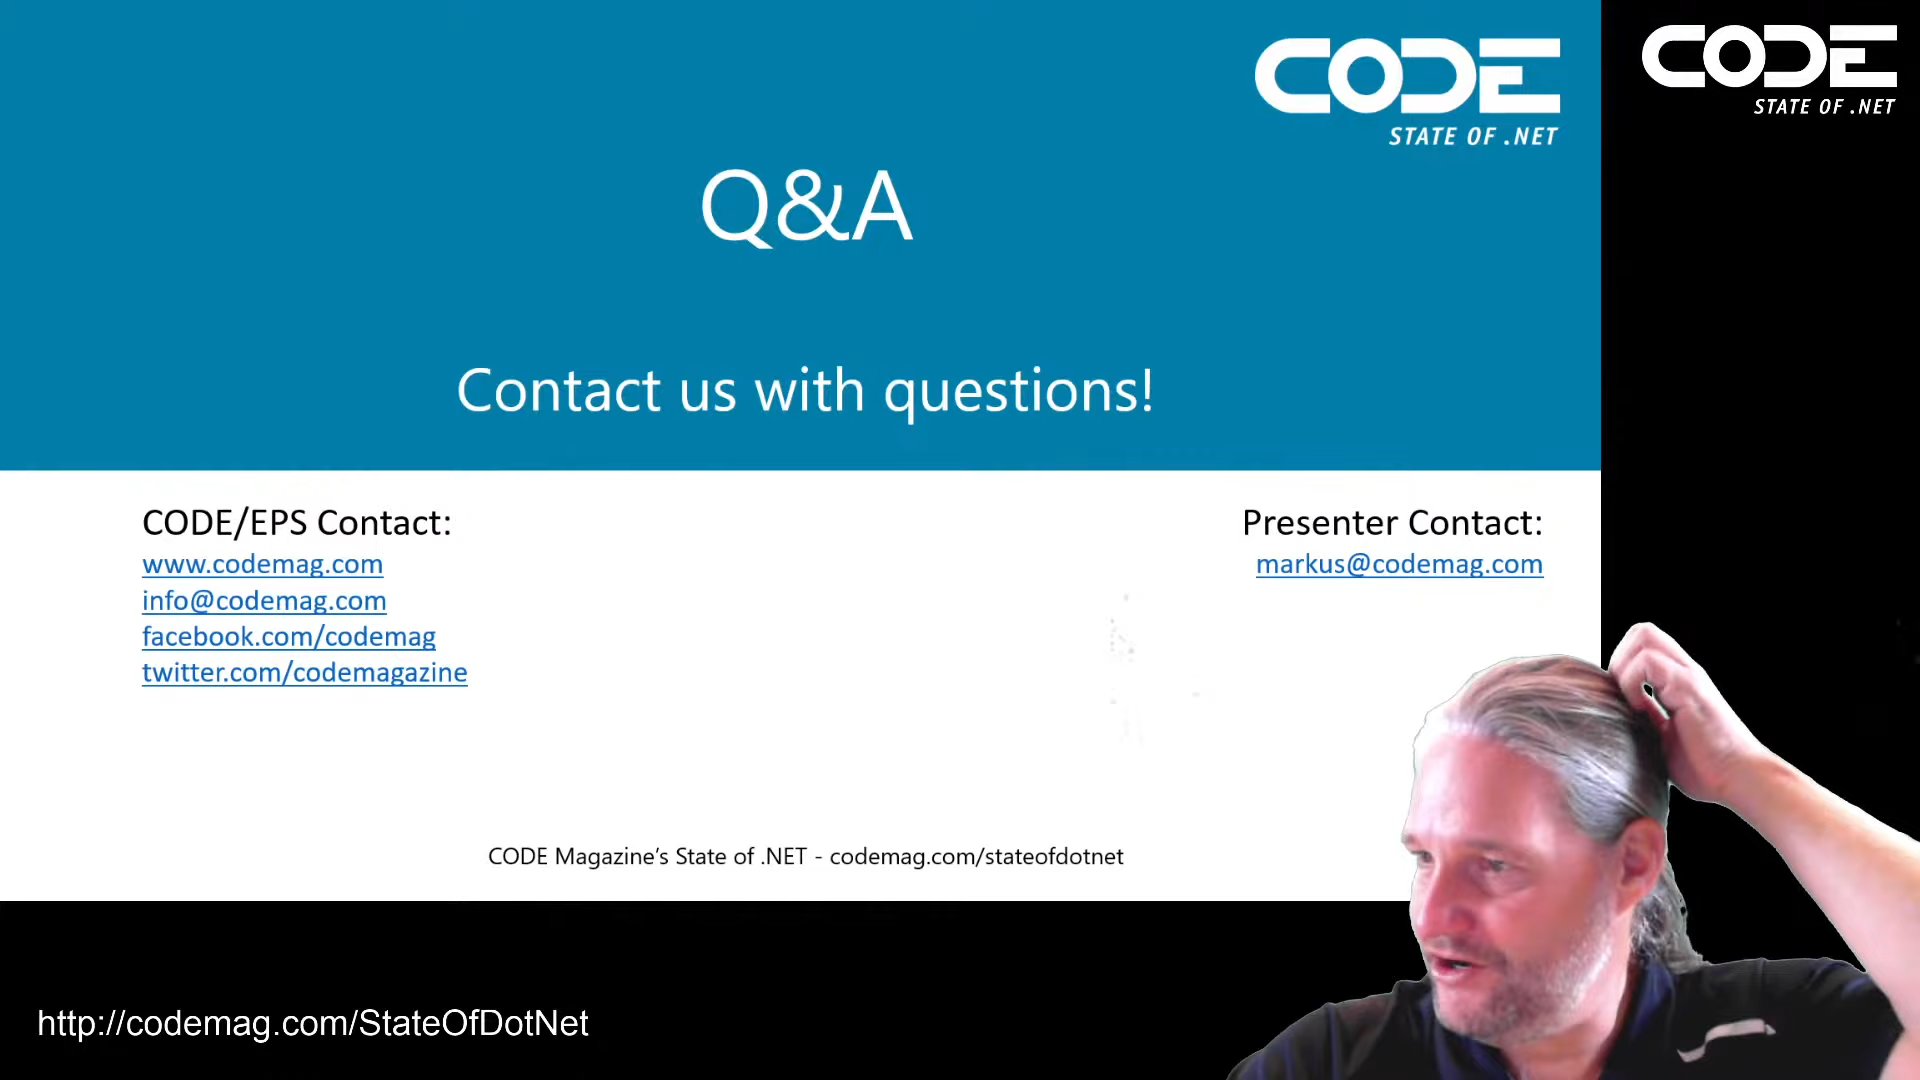 CODE
STATE OF .NET
CODE
STATE OF .NET
Q&A
Contact us with questions!
CODE/EPS Contact:
www.codemag.com
info@codemag.com
facebook.com/codemag
twitter.com/codemagazine
Presenter Contact:
markus@codemag.com
CODE Magazine's State of .NET - codemag.com/stateofdotnet
http://codemag.com/StateOfDotNet